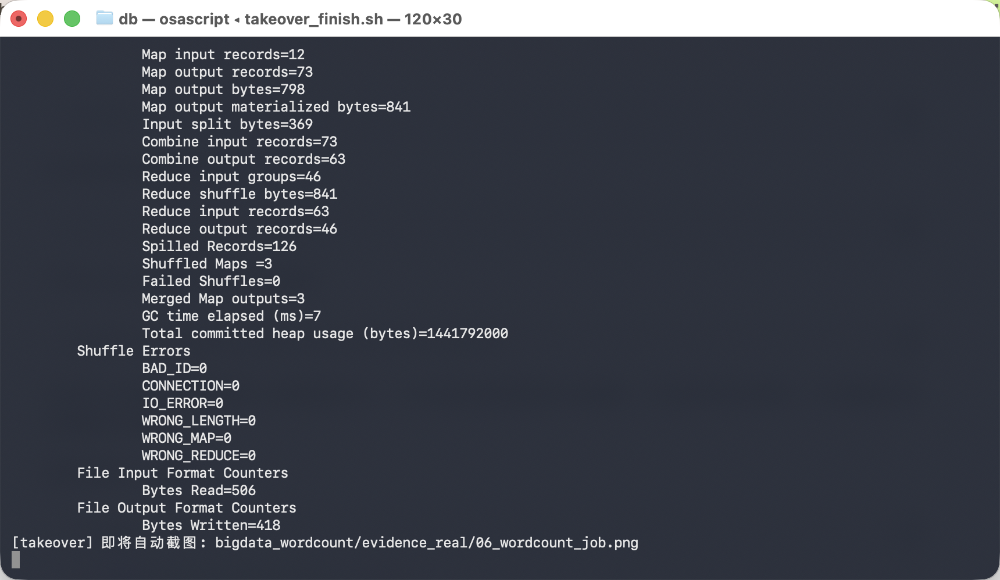 db — osascript ◂ takeover_finish.sh — 120×30
Map input records=12
Map output records=73
Map output bytes=798
Map output materialized bytes=841
Input split bytes=369
Combine input records=73
Combine output records=63
Reduce input groups=46
Reduce shuffle bytes=841
Reduce input records=63
Reduce output records=46
Spilled Records=126
Shuffled Maps =3
Failed Shuffles=0
Merged Map outputs=3
GC time elapsed (ms)=7
Total committed heap usage (bytes)=1441792000
Shuffle Errors
BAD_ID=0
CONNECTION=0
IO_ERROR=0
WRONG_LENGTH=0
WRONG_MAP=0
WRONG_REDUCE=0
File Input Format Counters
Bytes Read=506
File Output Format Counters
Bytes Written=418
[takeover] 即将自动截图: bigdata_wordcount/evidence_real/06_wordcount_job.png